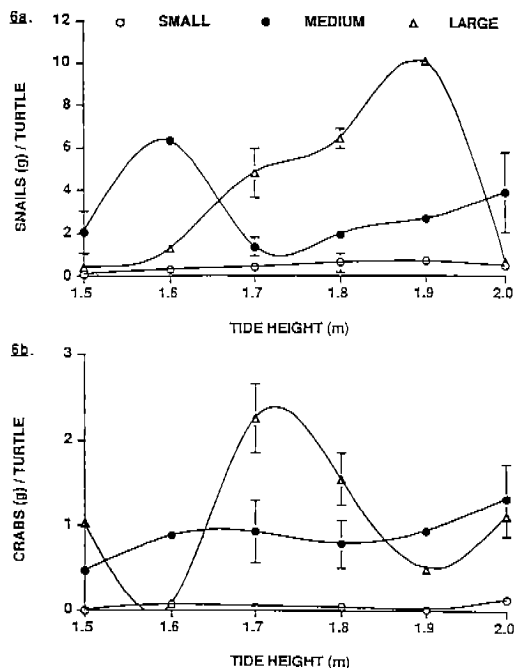 6a. SMALL MEDIUM LARGE
12
10
8
6
4
2
0
SNAILS (g) / TURTLE
1.5 1.6 1.7 1.8 1.9 2.0
TIDE HEIGHT (m)
6b.
3
2
1
0
CRABS (g) / TURTLE
1.5 1.6 1.7 1.8 1.9 2.0
TIDE HEIGHT (m)